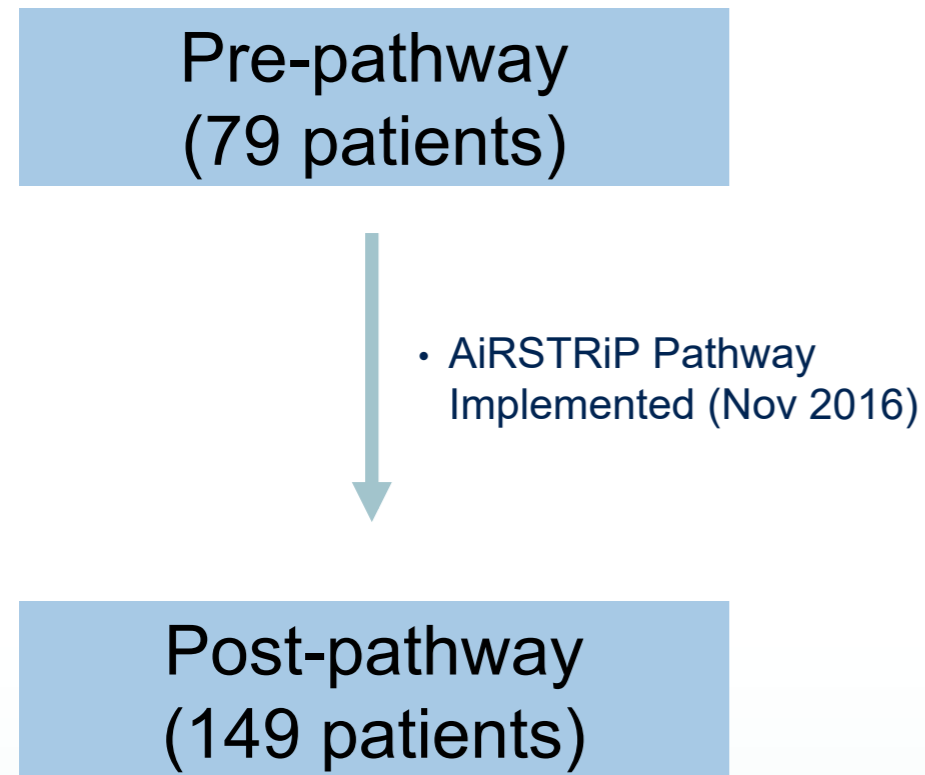 Pre-pathway
(79 patients)
• AiRSTRiP Pathway
Implemented (Nov 2016)
Post-pathway
(149 patients)